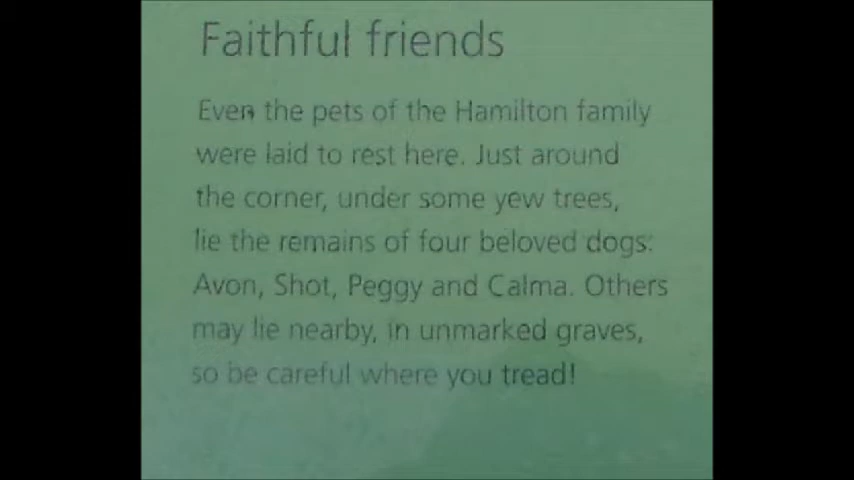 Faithful friends
Even the pets of the Hamilton family
were laid to rest here. Just around
the corner, under some yew trees,
lie the remains of four beloved dogs:
Avon, Shot, Peggy and Calma. Others
may lie nearby, in unmarked graves,
so be careful where you tread!